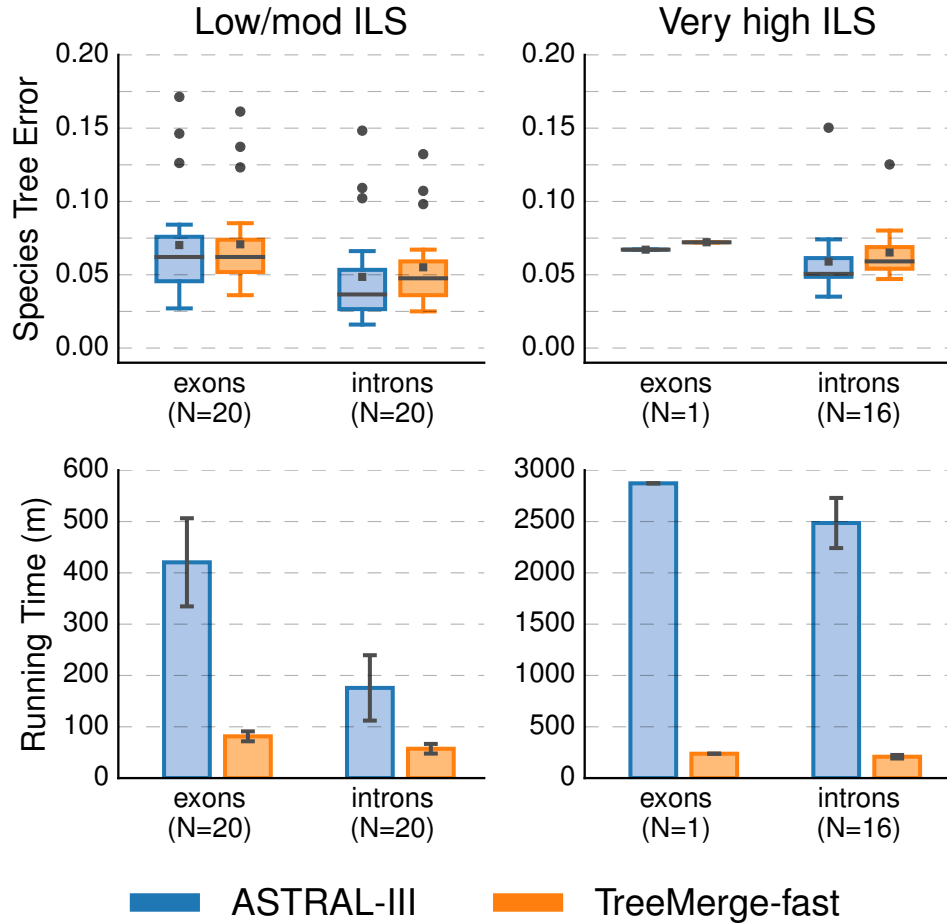 Low/mod ILS
Very high ILS
Species Tree Error
0.20
0.15
0.10
0.05
0.00
exons
(N=20)
introns
(N=20)
0.20
0.15
0.10
0.05
0.00
exons
(N=1)
introns
(N=16)
Running Time (m)
600
500
400
300
200
100
0
exons
(N=20)
introns
(N=20)
3000
2500
2000
1500
1000
500
0
exons
(N=1)
introns
(N=16)
ASTRAL-III
TreeMerge-fast